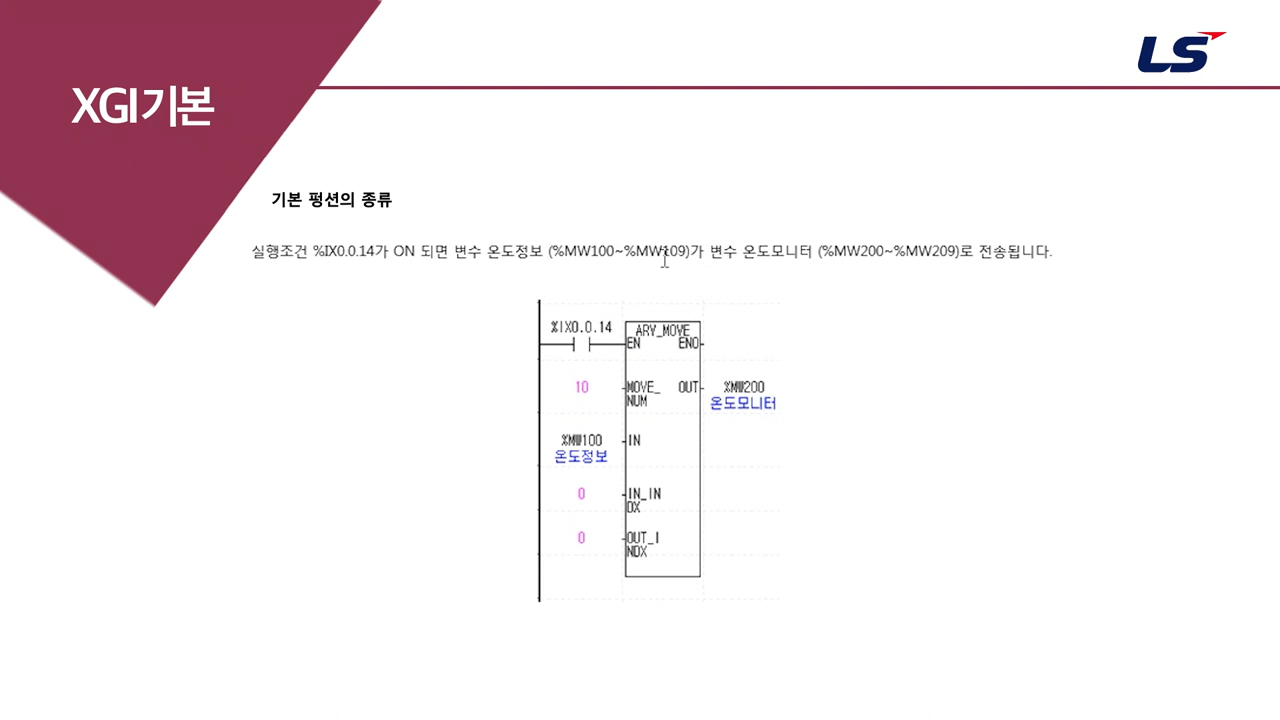 LS
XGI기본
기본 펑션의 종류
실행조건 %IX0.0.14가 ON 되면 변수 온도정보 (%MW100~%MW109)가 변수 온도모니터 (%MW200~%MW209)로 전송됩니다.
%IX0.0.14
ARY_MOVE
EN ENO
10 MOVE_ OUT %MW200
NUM 온도모니터
%MW100 IN
온도정보
0 IN_IN
DX
0 OUT_I
NDX